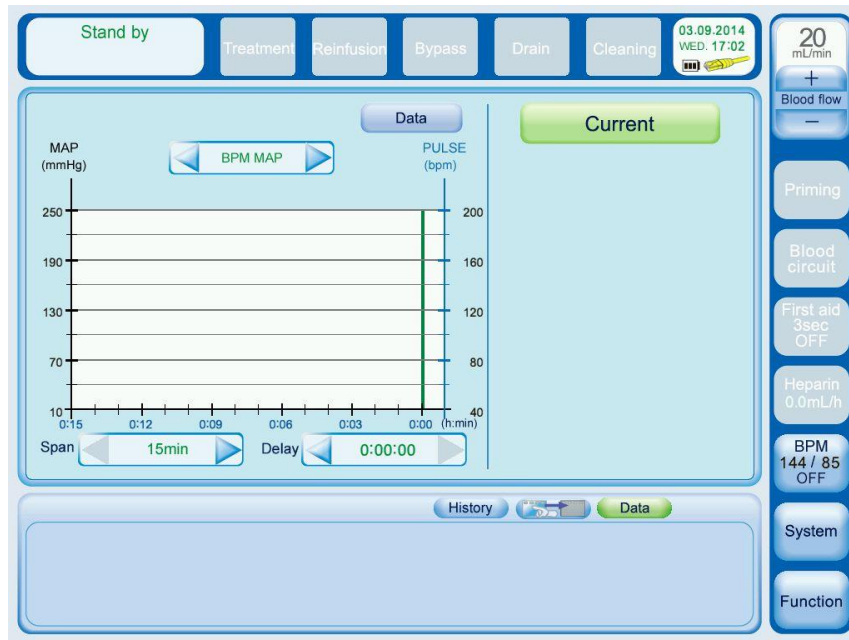 Stand by
Treatment
Reinfusion
Bypass
Drain
Cleaning
03.09.2014
WED. 17:02
20
mL/min
+
Blood flow
−
Data
Current
MAP
(mmHg)
BPM MAP
PULSE
(bpm)
250
200
190
160
130
120
70
80
10
40
0:15 0:12 0:09 0:06 0:03 0:00 (h:min)
Span 15min Delay 0:00:00
Priming
Blood
circuit
First aid
3sec
OFF
Heparin
0.0mL/h
BPM
144 / 85
OFF
History
Data
System
Function